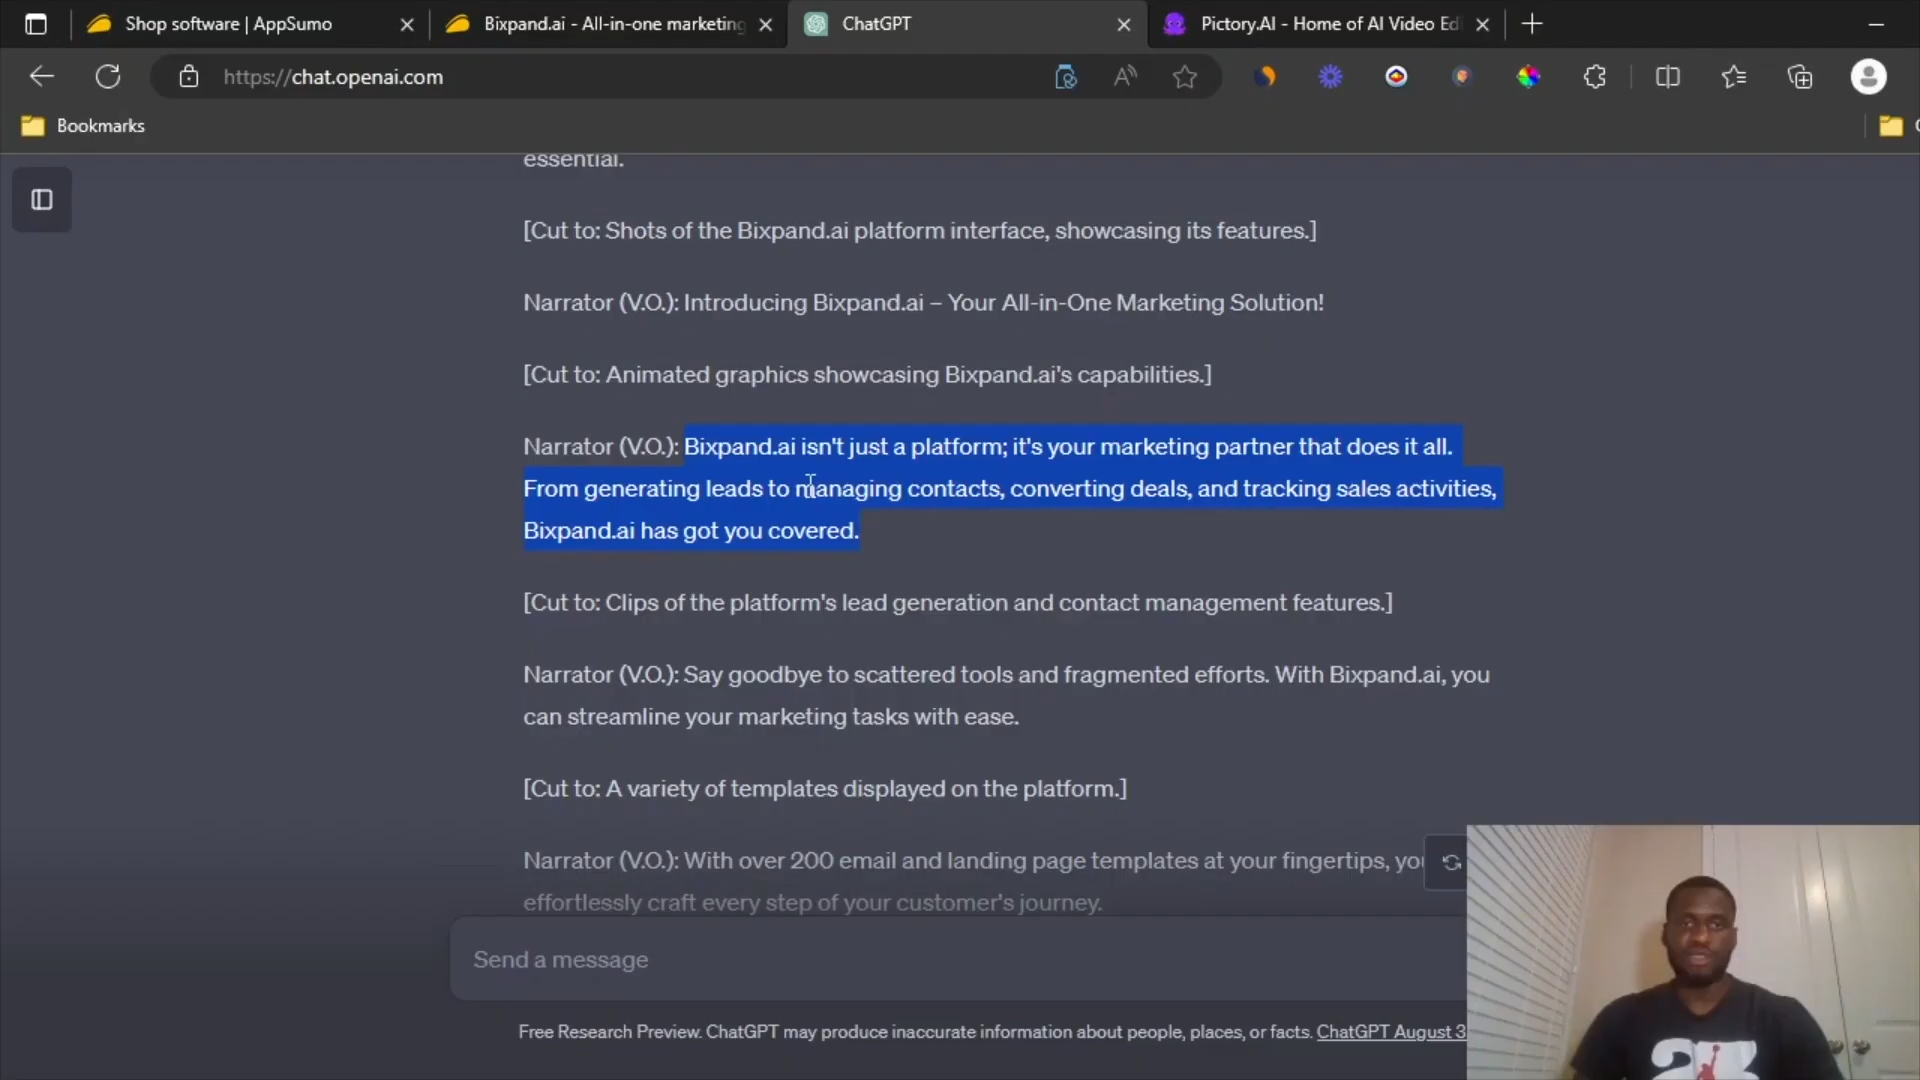 Shop software | AppSumo
Bixpand.ai - All-in-one marketing
ChatGPT
Pictory.AI - Home of AI Video Ed
https://chat.openai.com
Bookmarks
essential.
[Cut to: Shots of the Bixpand.ai platform interface, showcasing its features.]
Narrator (V.O.): Introducing Bixpand.ai – Your All-in-One Marketing Solution!
[Cut to: Animated graphics showcasing Bixpand.ai's capabilities.]
Narrator (V.O.): Bixpand.ai isn't just a platform; it's your marketing partner that does it all.
From generating leads to managing contacts, converting deals, and tracking sales activities,
Bixpand.ai has got you covered.
[Cut to: Clips of the platform's lead generation and contact management features.]
Narrator (V.O.): Say goodbye to scattered tools and fragmented efforts. With Bixpand.ai, you
can streamline your marketing tasks with ease.
[Cut to: A variety of templates displayed on the platform.]
Narrator (V.O.): With over 200 email and landing page templates at your fingertips, you
effortlessly craft every step of your customer's journey.
Send a message
Free Research Preview. ChatGPT may produce inaccurate information about people, places, or facts. ChatGPT August 3